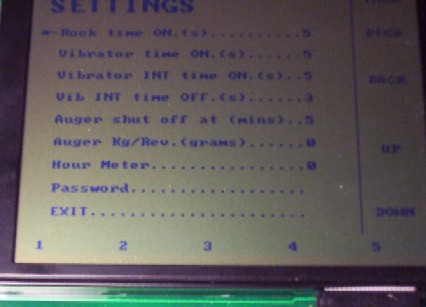 SETTINGS
Rock time ON.(s)..........5
DECR
Vibrator time ON.(s)......5
Vibrator INT time ON.(s)..5
BACK
Vib INT time OFF.(s)......3
Auger shut off at (mins)..5
Auger Kg/Rev.(grams)......0
UP
Hour Meter................0
Password..................
EXIT......................
DOWN
1 2 3 4 5